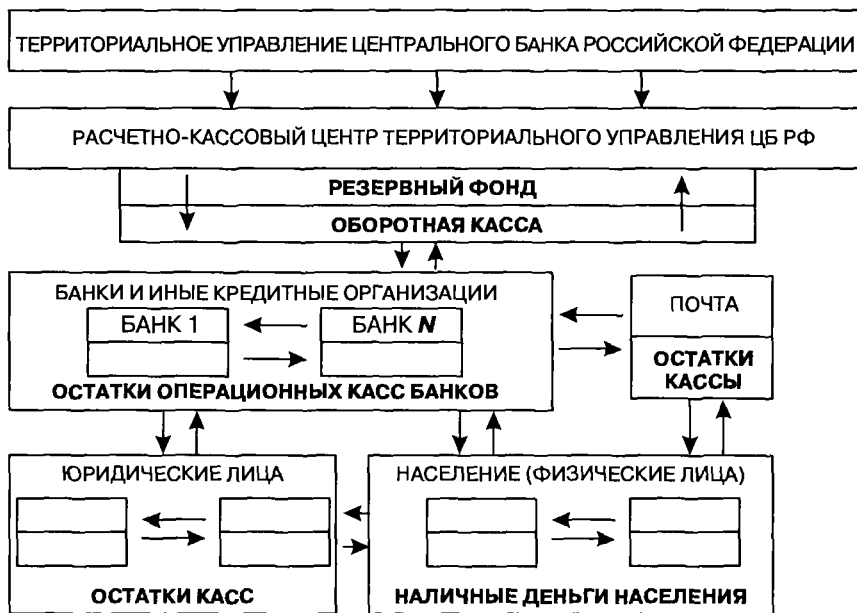 ТЕРРИТОРИАЛЬНОЕ УПРАВЛЕНИЕ ЦЕНТРАЛЬНОГО БАНКА РОССИЙСКОЙ ФЕДЕРАЦИИ
РАСЧЕТНО-КАССОВЫЙ ЦЕНТР ТЕРРИТОРИАЛЬНОГО УПРАВЛЕНИЯ ЦБ РФ
РЕЗЕРВНЫЙ ФОНД
ОБОРОТНАЯ КАССА
БАНКИ И ИНЫЕ КРЕДИТНЫЕ ОРГАНИЗАЦИИ
БАНК 1
БАНК N
ОСТАТКИ ОПЕРАЦИОННЫХ КАСС БАНКОВ
ПОЧТА
ОСТАТКИ
КАССЫ
ЮРИДИЧЕСКИЕ ЛИЦА
ОСТАТКИ КАСС
НАСЕЛЕНИЕ (ФИЗИЧЕСКИЕ ЛИЦА)
НАЛИЧНЫЕ ДЕНЬГИ НАСЕЛЕНИЯ